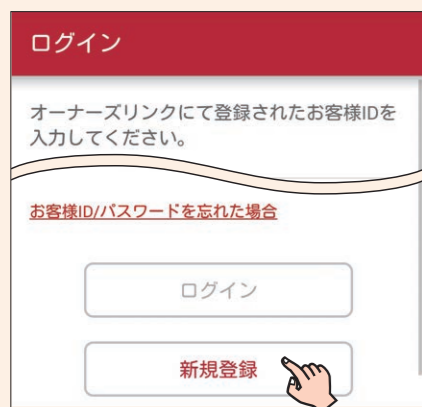 ログイン
オーナーズリンクにて登録されたお客様IDを
入力してください。
お客様ID/パスワードを忘れた場合
ログイン
新規登録